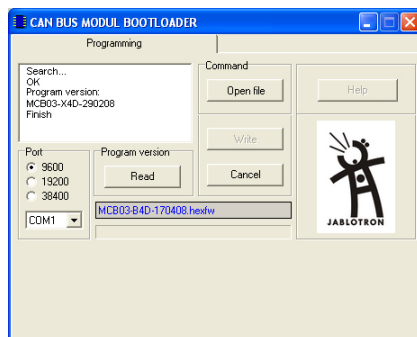 CAN BUS MODUL BOOTLOADER
Programming
Search...
OK
Program version:
MCB03-X4D-290208
Finish
Command
Open file
Help
Write
Cancel
Port
9600
19200
38400
COM1
Program version
Read
MCB03-B4D-170408.hexfw
JABLOTRON